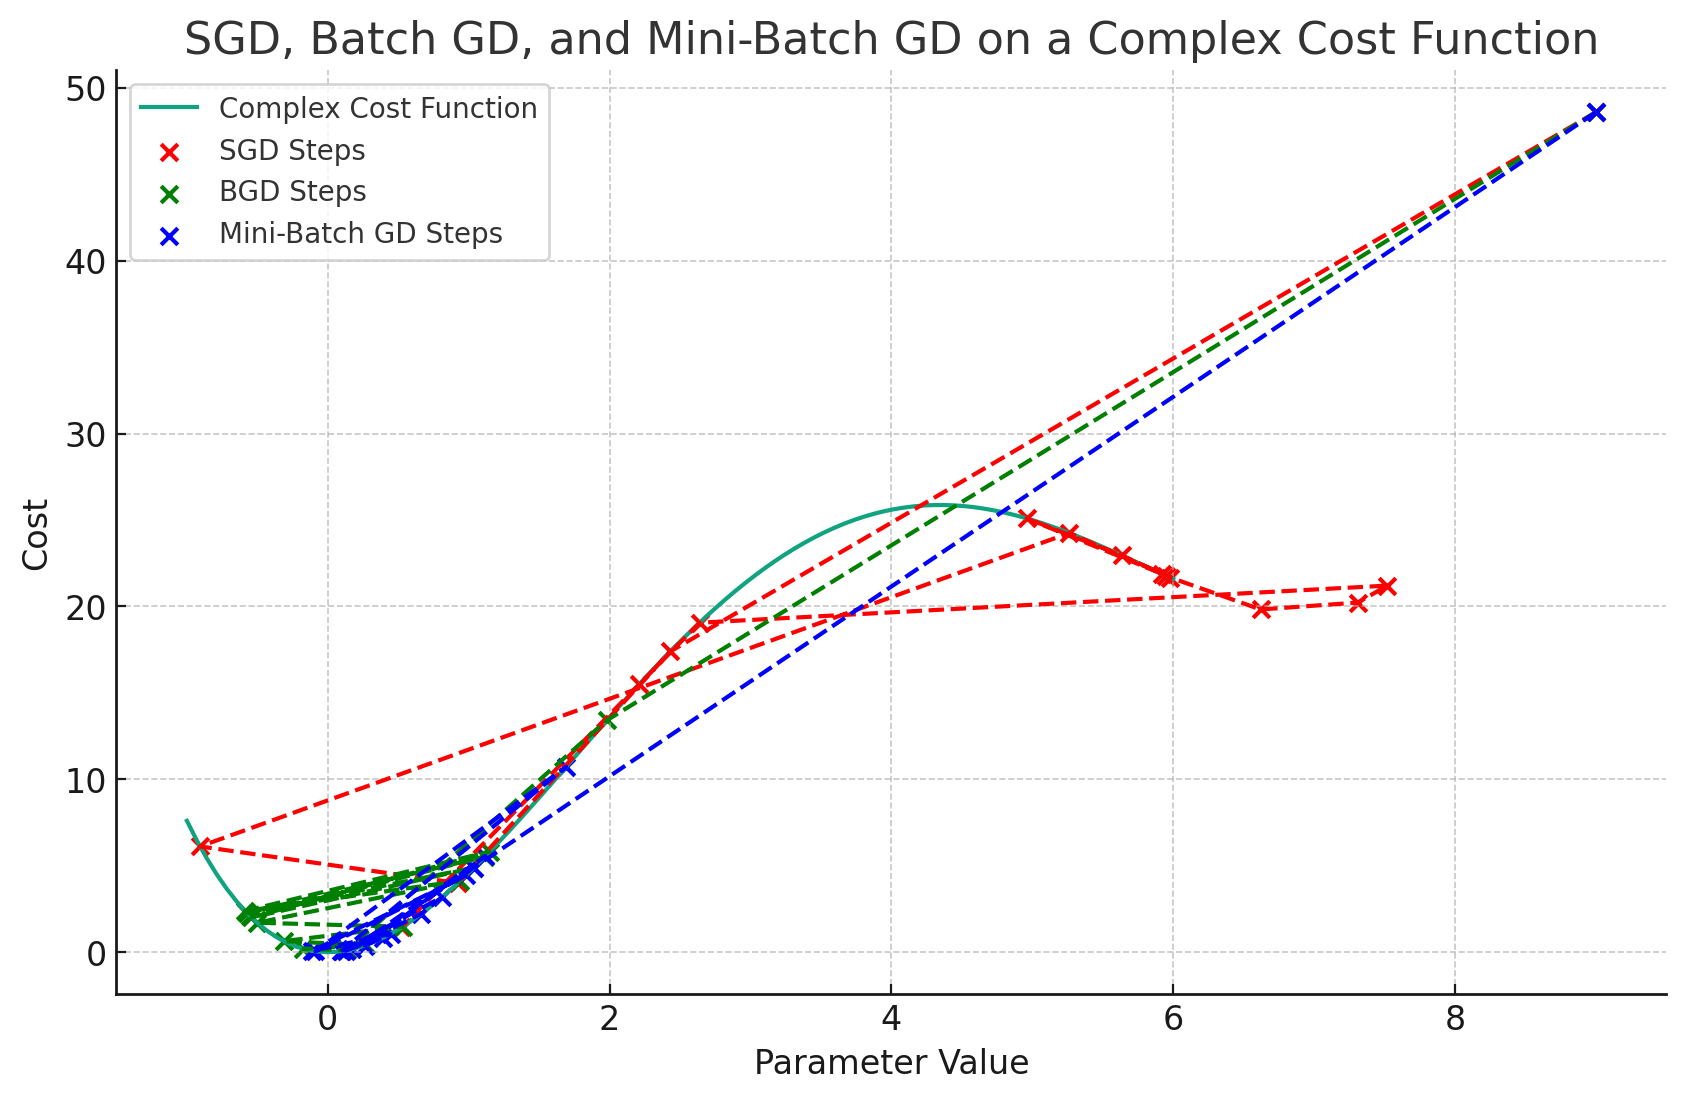 SGD, Batch GD, and Mini-Batch GD on a Complex Cost Function
50
40
30
20
10
0
Cost
Complex Cost Function
SGD Steps
BGD Steps
Mini-Batch GD Steps
0 2 4 6 8
Parameter Value